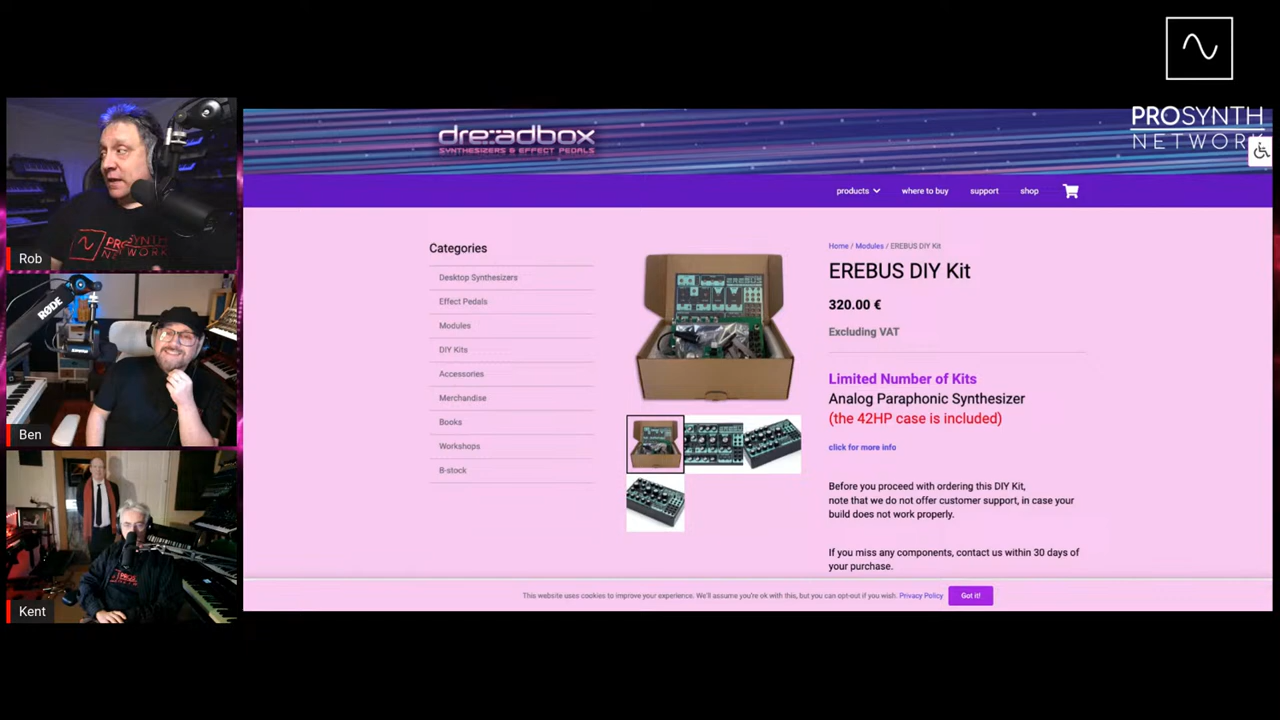 PROSYNTH
NETWORK
dreadbox
SYNTHESIZERS & EFFECT PEDALS
products
where to buy
support
shop
Categories
Desktop Synthesizers
Effect Pedals
Modules
DIY Kits
Accessories
Merchandise
Books
Workshops
B-stock
EREBUS
Home / Modules / EREBUS DIY Kit
EREBUS DIY Kit
320.00 €
Excluding VAT
Limited Number of Kits
Analog Paraphonic Synthesizer
(the 42HP case is included)
click for more info
Before you proceed with ordering this DIY Kit,
note that we do not offer customer support, in case your
build does not work properly.
If you miss any components, contact us within 30 days of
your purchase.
This website uses cookies to improve your experience. We'll assume you're ok with this, but you can opt-out if you wish. Privacy Policy
Got it!
PROSYNTH
NETWORK
Rob
RØDE
Ben
Kent